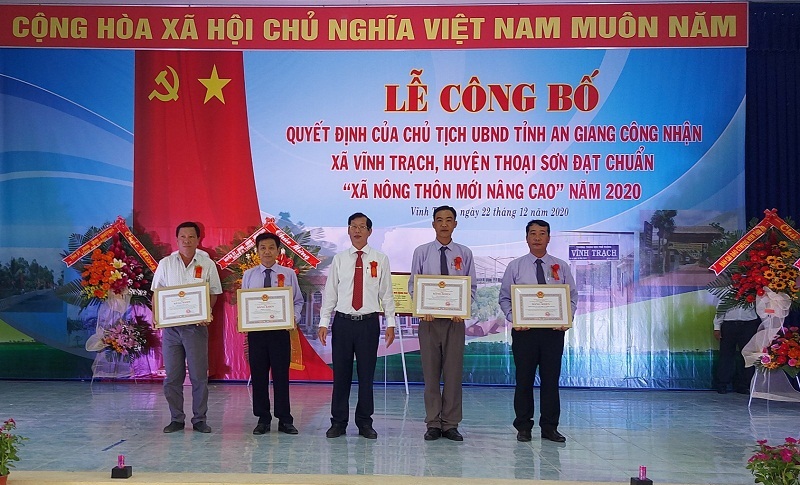 CỘNG HÒA XÃ HỘI CHỦ NGHĨA VIỆT NAM MUÔN NĂM
LỄ CÔNG BỐ
QUYẾT ĐỊNH CỦA CHỦ TỊCH UBND TỈNH AN GIANG CÔNG NHẬN
XÃ VĨNH TRẠCH, HUYỆN THOẠI SƠN ĐẠT CHUẨN
“XÃ NÔNG THÔN MỚI NÂNG CAO” NĂM 2020
Vĩnh ngày 22 tháng 12 năm 2020
VĨNH TRẠCH